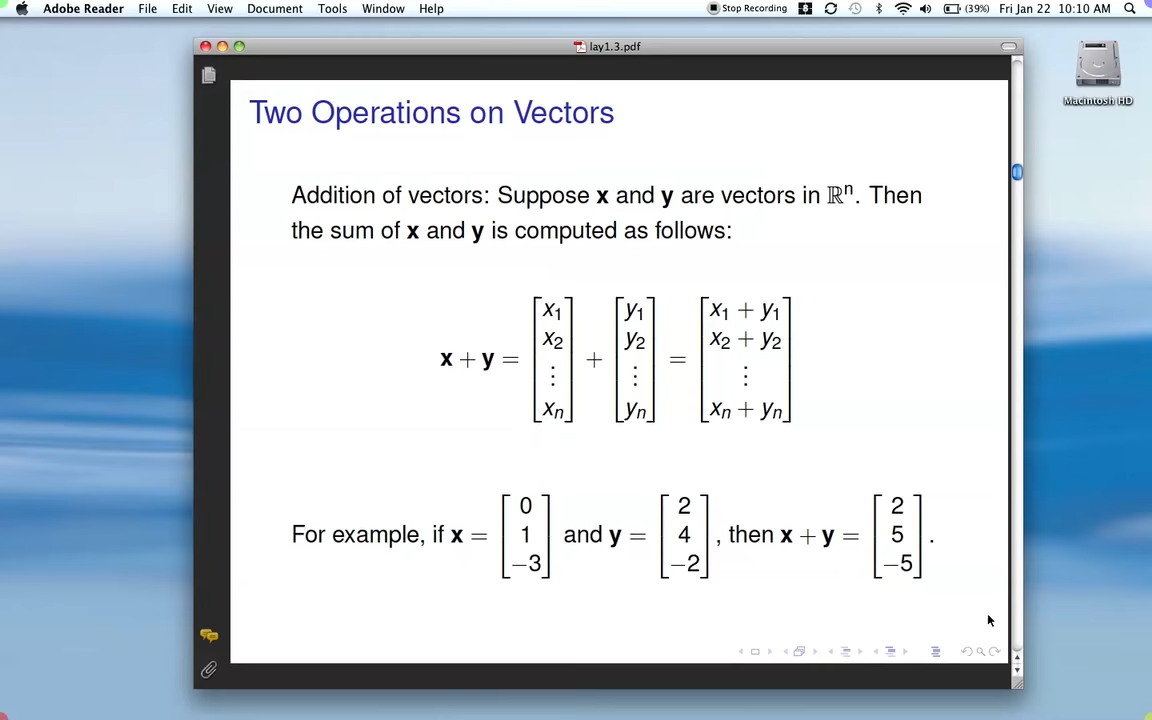 Adobe Reader File Edit View Document Tools Window Help Stop Recording (39%) Fri Jan 22 10:10 AM
lay1.3.pdf
Macintosh HD
Two Operations on Vectors
Addition of vectors: Suppose x and y are vectors in ℝⁿ. Then
the sum of x and y is computed as follows:
x + y = [x₁ x₂ ⋮ xₙ] + [y₁ y₂ ⋮ yₙ] = [x₁ + y₁ x₂ + y₂ ⋮ xₙ + yₙ]
For example, if x = [0 1 −3] and y = [2 4 −2], then x + y = [2 5 −5].